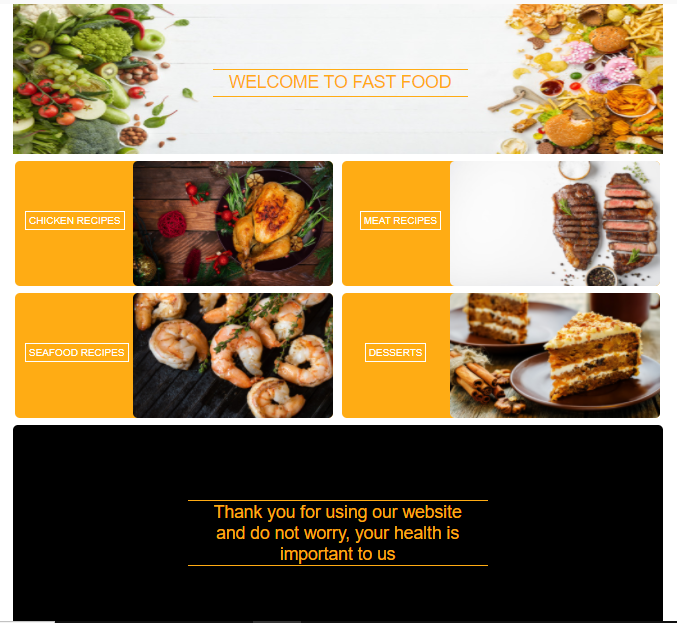 WELCOME TO FAST FOOD
CHICKEN RECIPES
MEAT RECIPES
SEAFOOD RECIPES
DESSERTS
Thank you for using our website
and do not worry, your health is
important to us